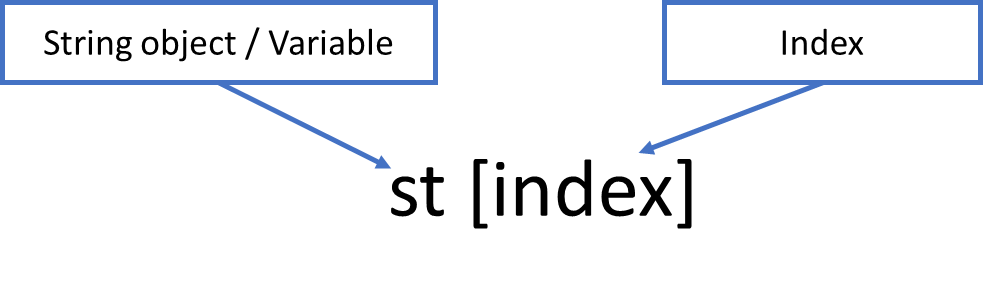 String object / Variable
Index
st [index]